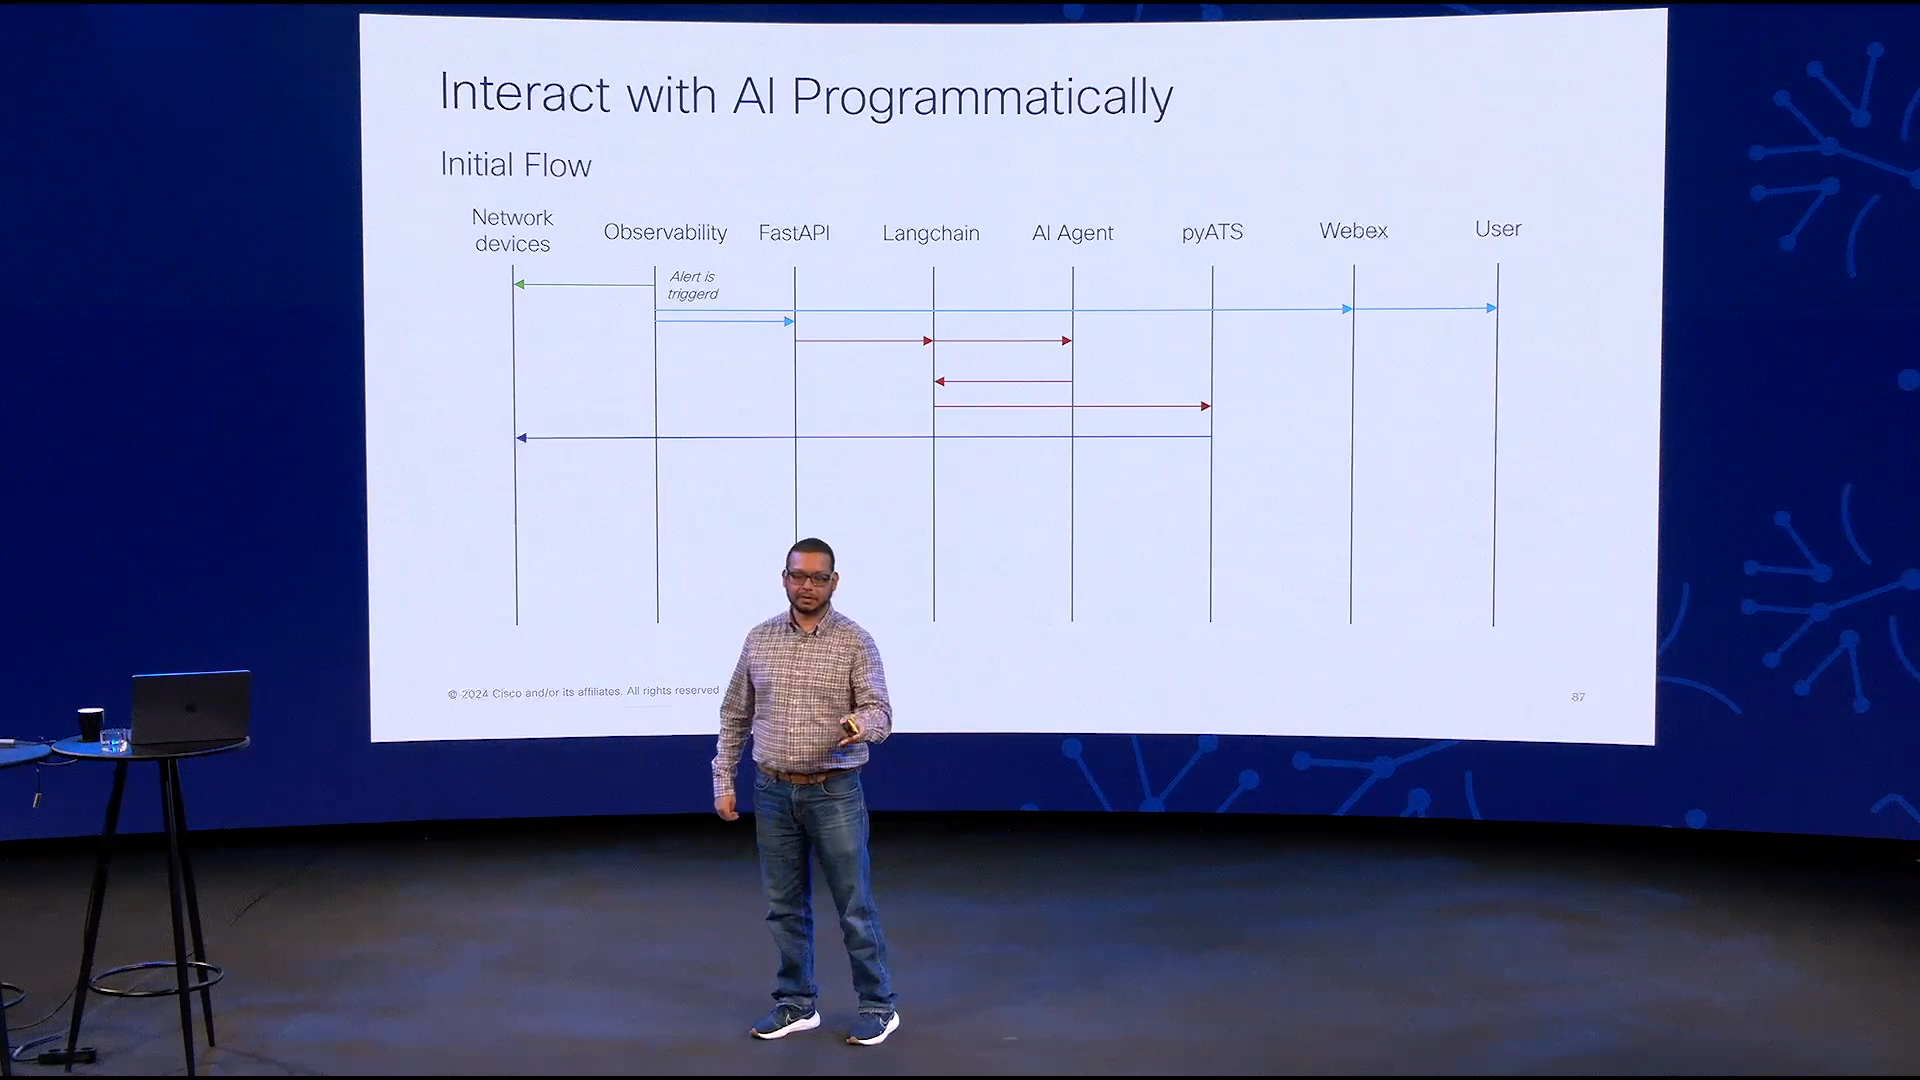 Interact with AI Programmatically
Initial Flow
Network
devices
Observability
FastAPI
Langchain
AI Agent
pyATS
Webex
User
Alert is
triggerd
© 2024 Cisco and/or its affiliates. All rights reserved
87